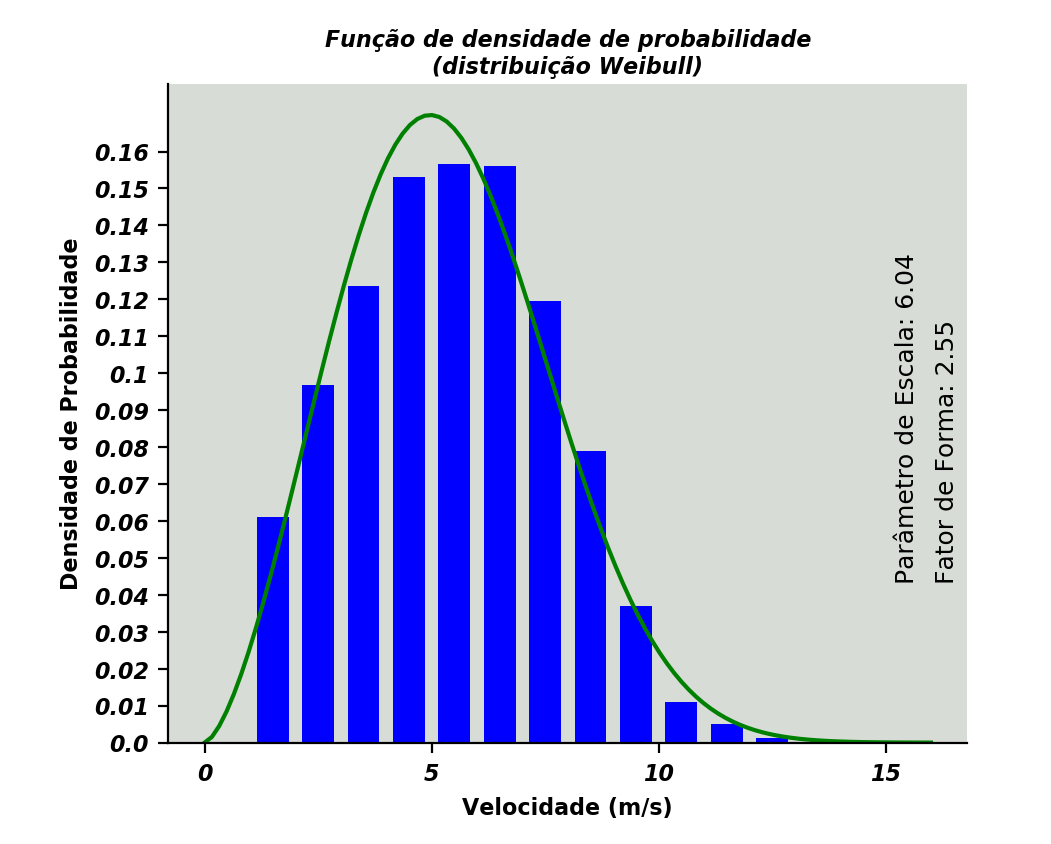 Função de densidade de probabilidade
(distribuição Weibull)
Densidade de Probabilidade
0.16
0.15
0.14
0.13
0.12
0.11
0.1
0.09
0.08
0.07
0.06
0.05
0.04
0.03
0.02
0.01
0.0
Parâmetro de Escala: 6.04
Fator de Forma: 2.55
0 5 10 15
Velocidade (m/s)